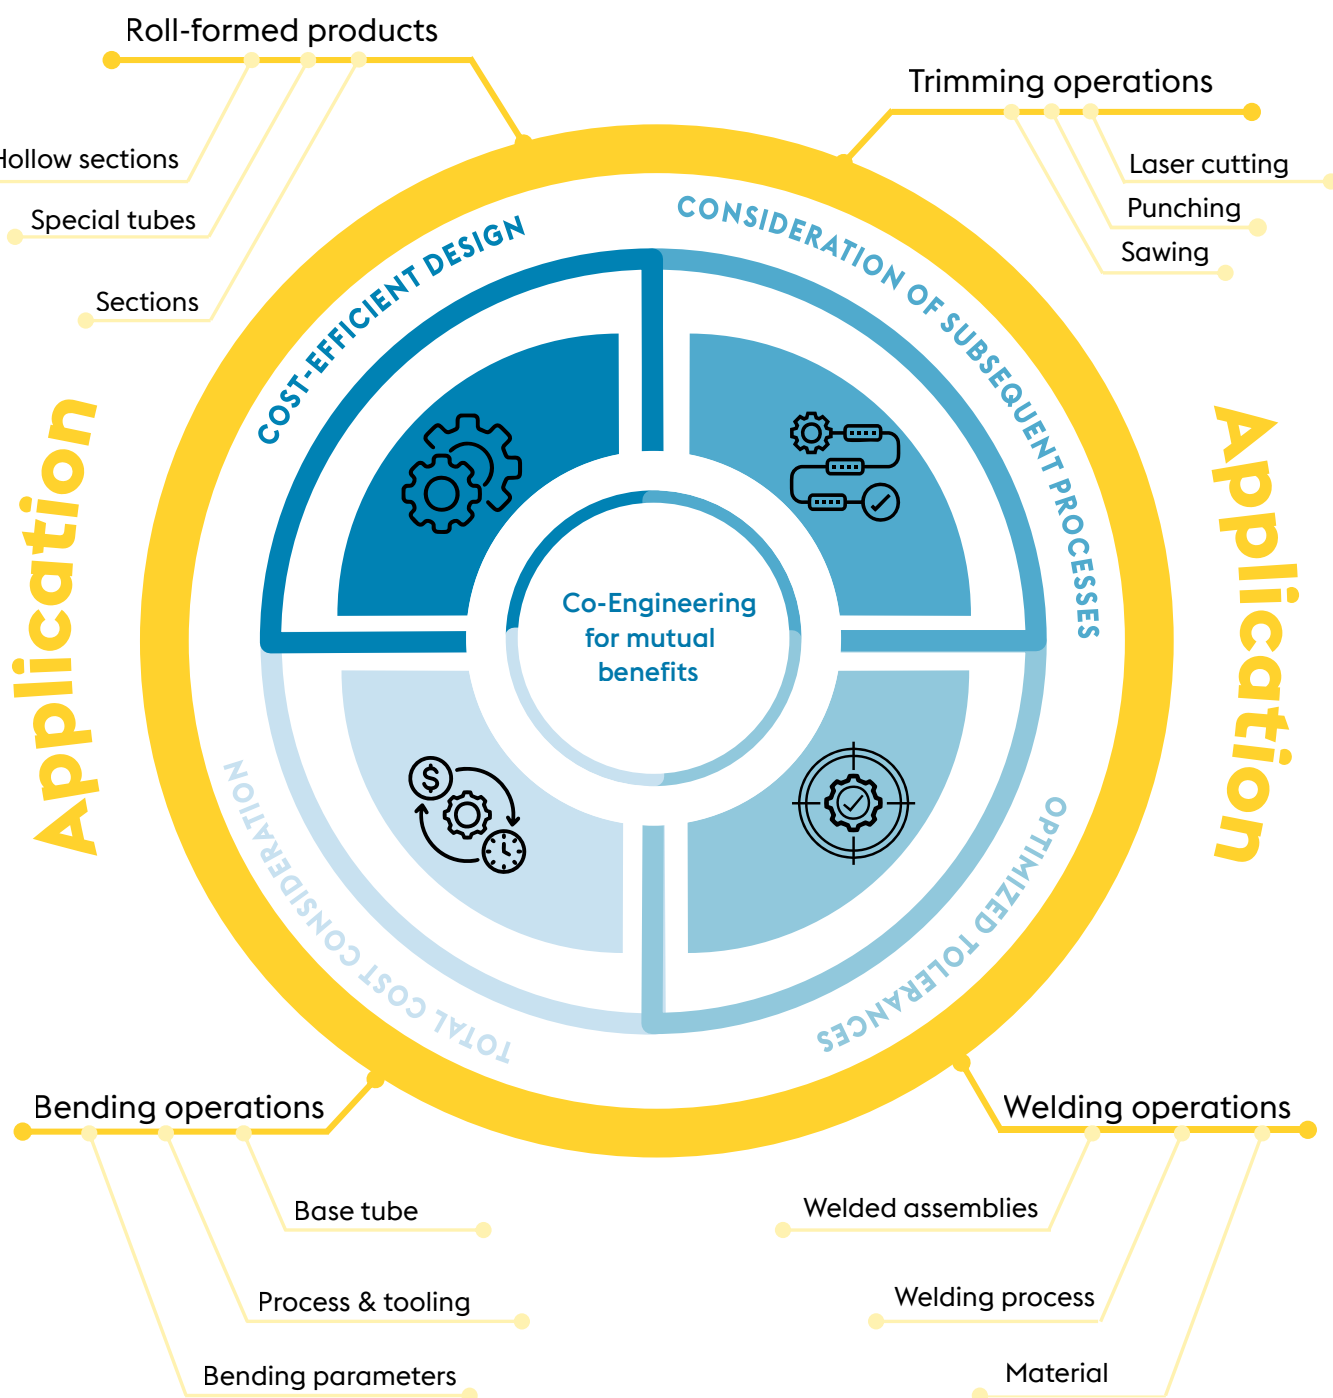 Roll-formed products
Hollow sections
Special tubes
Sections
Trimming operations
Laser cutting
Punching
Sawing
COST-EFFICIENT DESIGN
CONSIDERATION OF SUBSEQUENT PROCESSES
Application
Application
Co-Engineering
for mutual
benefits
$
TOTAL COST CONSIDERATION
OPTIMIZED TOLERANCES
Bending operations
Base tube
Process & tooling
Bending parameters
Welding operations
Welded assemblies
Welding process
Material